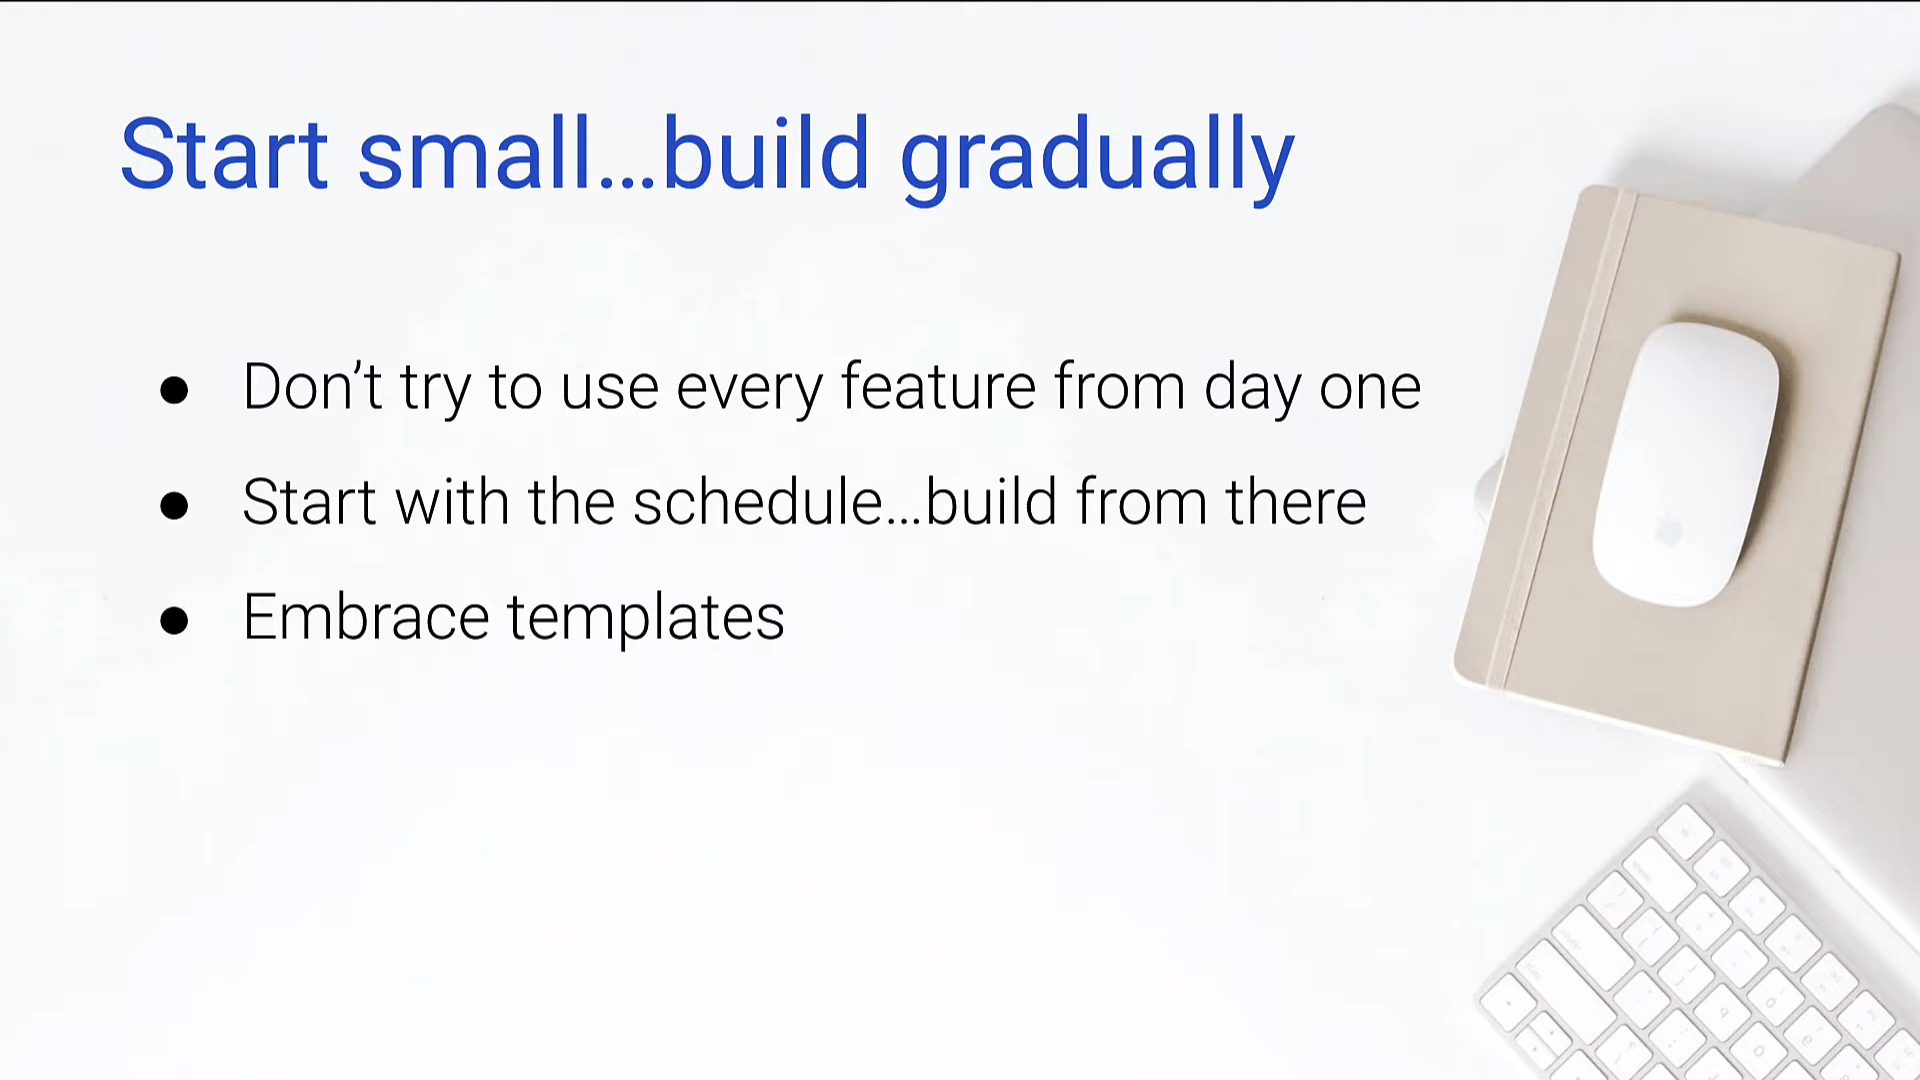 Start small...build gradually
● Don’t try to use every feature from day one
● Start with the schedule...build from there
● Embrace templates